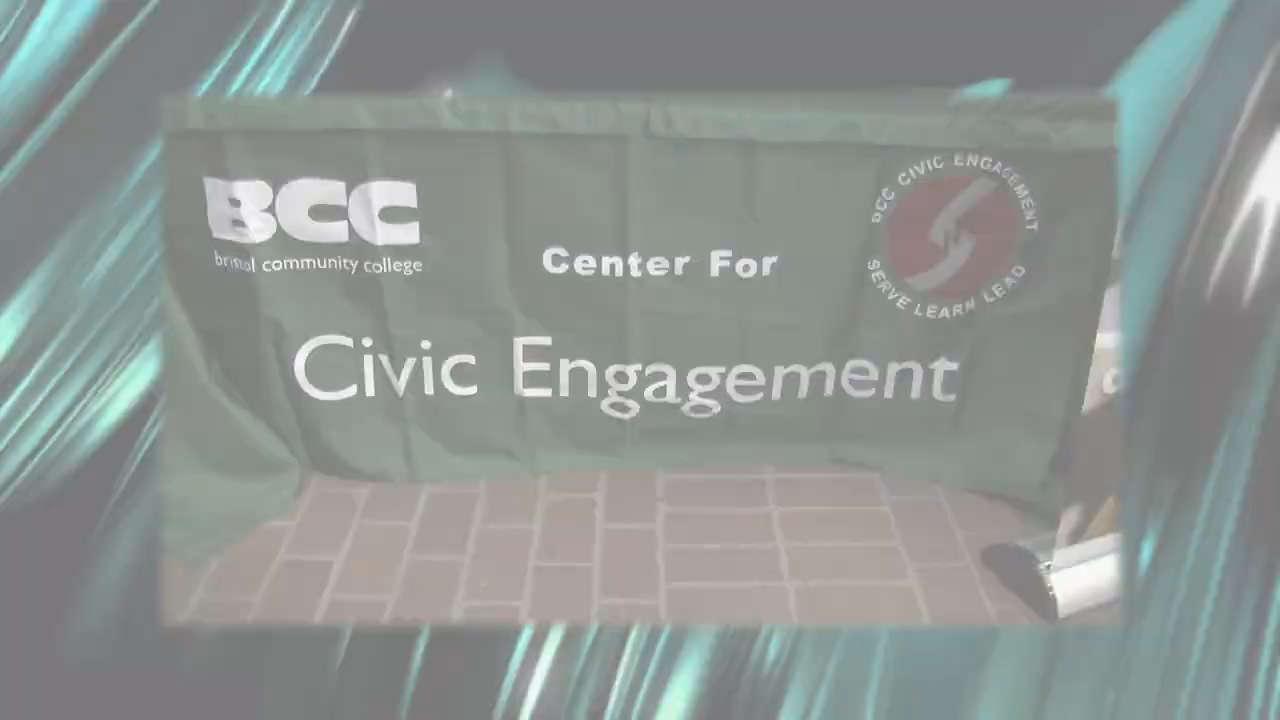 BCC
bristol community college
BCC CIVIC ENGAGEMENT
SERVE LEARN LEAD
Center For
Civic Engagement